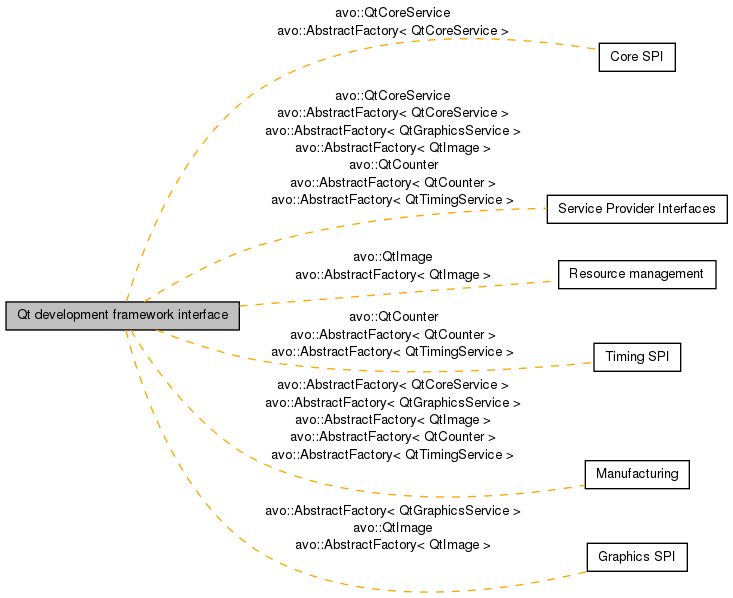 avo::QtCoreService
avo::AbstractFactory< QtCoreService >
Core SPI
avo::QtCoreService
avo::AbstractFactory< QtCoreService >
avo::AbstractFactory< QtGraphicsService >
avo::AbstractFactory< QtImage >
avo::QtCounter
avo::AbstractFactory< QtCounter >
avo::AbstractFactory< QtTimingService >
Service Provider Interfaces
avo::QtImage
avo::AbstractFactory< QtImage >
Resource management
Qt development framework interface
avo::QtCounter
avo::AbstractFactory< QtCounter >
avo::AbstractFactory< QtTimingService >
Timing SPI
avo::AbstractFactory< QtCoreService >
avo::AbstractFactory< QtGraphicsService >
avo::AbstractFactory< QtImage >
avo::AbstractFactory< QtCounter >
avo::AbstractFactory< QtTimingService >
Manufacturing
avo::AbstractFactory< QtGraphicsService >
avo::QtImage
avo::AbstractFactory< QtImage >
Graphics SPI